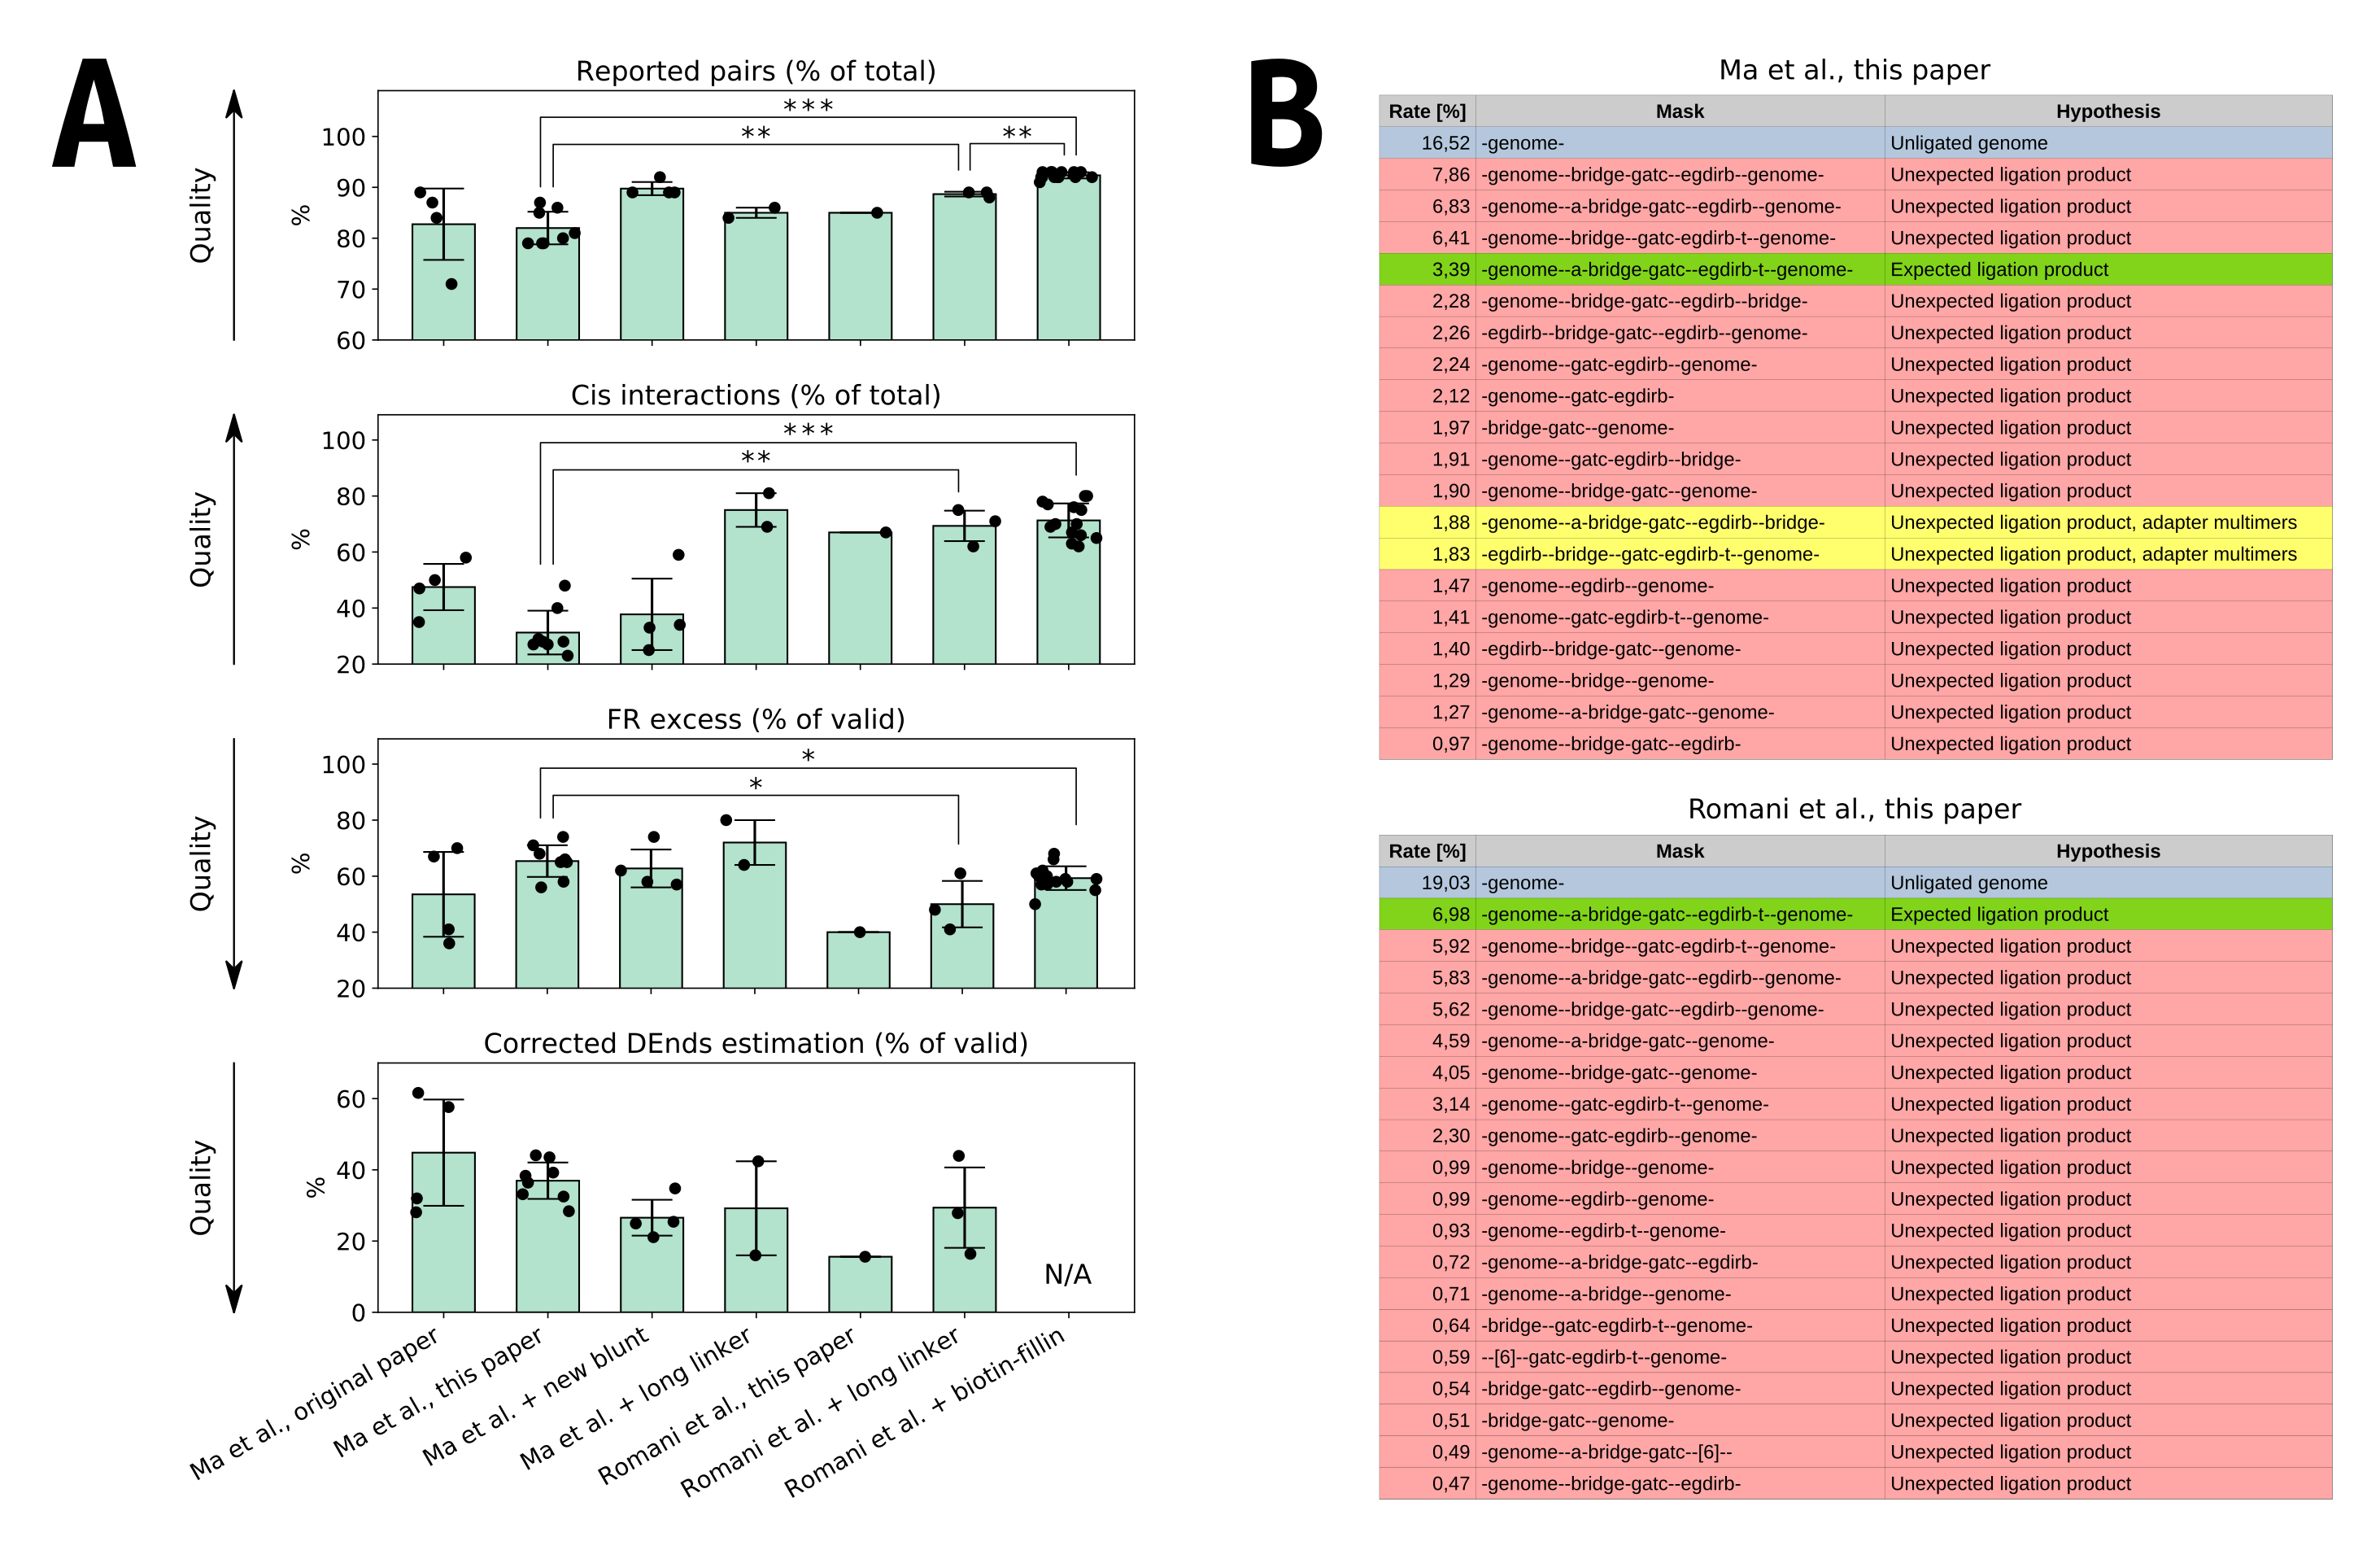 A
Reported pairs (% of total)
Quality
%
100
90
80
70
60
***
**
**
Cis interactions (% of total)
Quality
%
100
80
60
40
20
***
**
FR excess (% of valid)
Quality
%
100
80
60
40
20
*
*
Corrected DEnds estimation (% of valid)
Quality
%
60
40
20
0
N/A
Ma et al., original paper
Ma et al., this paper
Ma et al. + new blunt
Ma et al. + long linker
Romani et al., this paper
Romani et al. + long linker
Romani et al. + biotin-fillin
B
Ma et al., this paper
Rate [%] Mask Hypothesis
16,52 -genome- Unligated genome
7,86 -genome--bridge-gatc--egdirb--genome- Unexpected ligation product
6,83 -genome--a-bridge-gatc--egdirb--genome- Unexpected ligation product
6,41 -genome--bridge--gatc-egdirb-t--genome- Unexpected ligation product
3,39 -genome--a-bridge-gatc--egdirb-t--genome- Expected ligation product
2,28 -genome--bridge-gatc--egdirb--bridge- Unexpected ligation product
2,26 -egdirb--bridge-gatc--egdirb--genome- Unexpected ligation product
2,24 -genome--gatc-egdirb--genome- Unexpected ligation product
2,12 -genome--gatc-egdirb- Unexpected ligation product
1,97 -bridge-gatc--genome- Unexpected ligation product
1,91 -genome--gatc-egdirb--bridge- Unexpected ligation product
1,90 -genome--bridge-gatc--genome- Unexpected ligation product
1,88 -genome--a-bridge-gatc--egdirb--bridge- Unexpected ligation product, adapter multimers
1,83 -egdirb--bridge--gatc-egdirb-t--genome- Unexpected ligation product, adapter multimers
1,47 -genome--egdirb--genome- Unexpected ligation product
1,41 -genome--gatc-egdirb-t--genome- Unexpected ligation product
1,40 -egdirb--bridge-gatc--genome- Unexpected ligation product
1,29 -genome--bridge--genome- Unexpected ligation product
1,27 -genome--a-bridge-gatc--genome- Unexpected ligation product
0,97 -genome--bridge-gatc--egdirb- Unexpected ligation product
Romani et al., this paper
Rate [%] Mask Hypothesis
19,03 -genome- Unligated genome
6,98 -genome--a-bridge-gatc--egdirb-t--genome- Expected ligation product
5,92 -genome--bridge--gatc-egdirb-t--genome- Unexpected ligation product
5,83 -genome--a-bridge-gatc--egdirb--genome- Unexpected ligation product
5,62 -genome--bridge-gatc--egdirb--genome- Unexpected ligation product
4,59 -genome--a-bridge-gatc--genome- Unexpected ligation product
4,05 -genome--bridge-gatc--genome- Unexpected ligation product
3,14 -genome--gatc-egdirb-t--genome- Unexpected ligation product
2,30 -genome--gatc-egdirb--genome- Unexpected ligation product
0,99 -genome--bridge--genome- Unexpected ligation product
0,99 -genome--egdirb--genome- Unexpected ligation product
0,93 -genome--egdirb-t--genome- Unexpected ligation product
0,72 -genome--a-bridge-gatc--egdirb- Unexpected ligation product
0,71 -genome--a-bridge--genome- Unexpected ligation product
0,64 -bridge--gatc-egdirb-t--genome- Unexpected ligation product
0,59 --[6]--gatc-egdirb-t--genome- Unexpected ligation product
0,54 -bridge-gatc--egdirb--genome- Unexpected ligation product
0,51 -bridge-gatc--genome- Unexpected ligation product
0,49 -genome--a-bridge-gatc--[6]-- Unexpected ligation product
0,47 -genome--bridge-gatc--egdirb- Unexpected ligation product